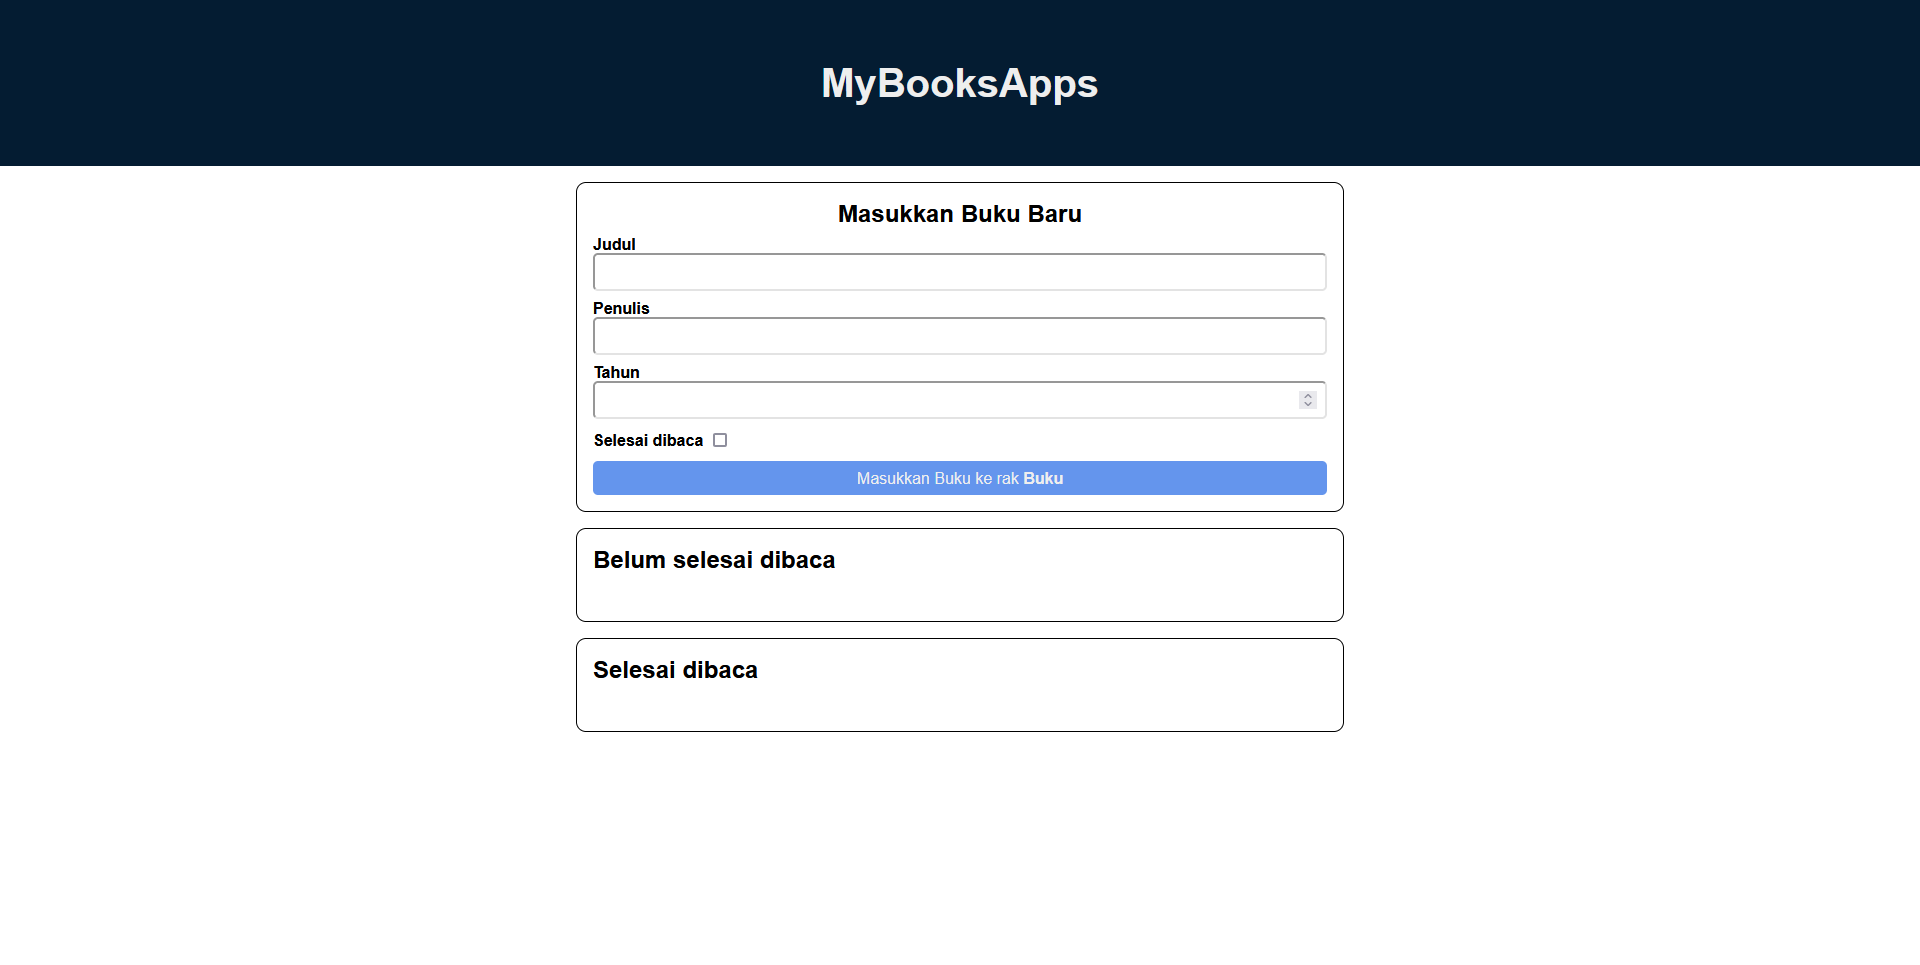 MyBooksApps
Masukkan Buku Baru
Judul
Penulis
Tahun
Selesai dibaca
Masukkan Buku ke rak Buku
Belum selesai dibaca
Selesai dibaca